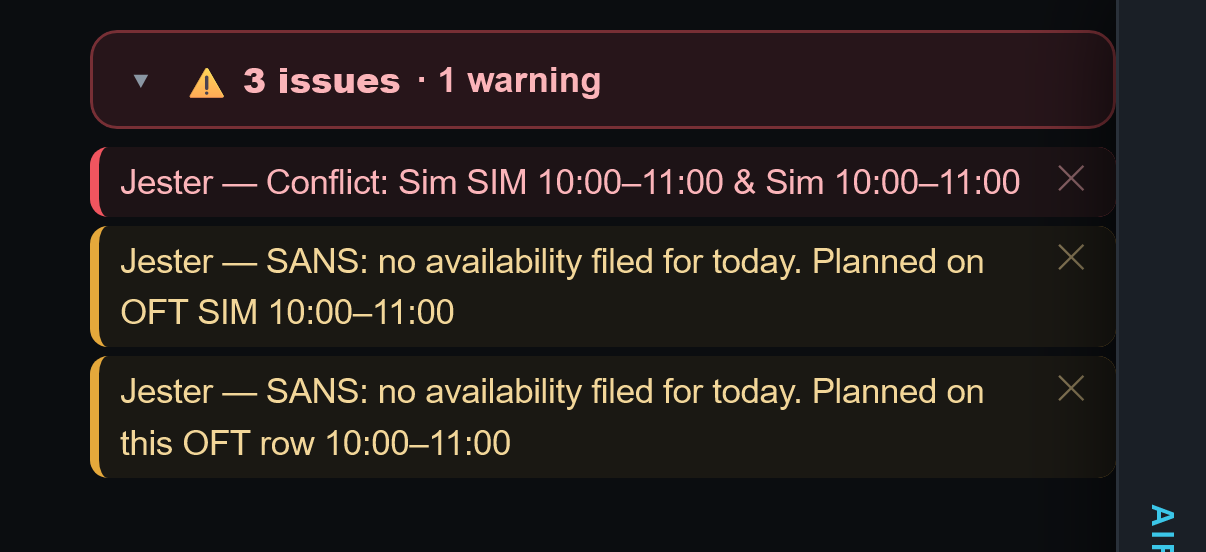 3 issues · 1 warning
Jester — Conflict: Sim SIM 10:00–11:00 & Sim 10:00–11:00
Jester — SANS: no availability filed for today. Planned on
OFT SIM 10:00–11:00
Jester — SANS: no availability filed for today. Planned on
this OFT row 10:00–11:00